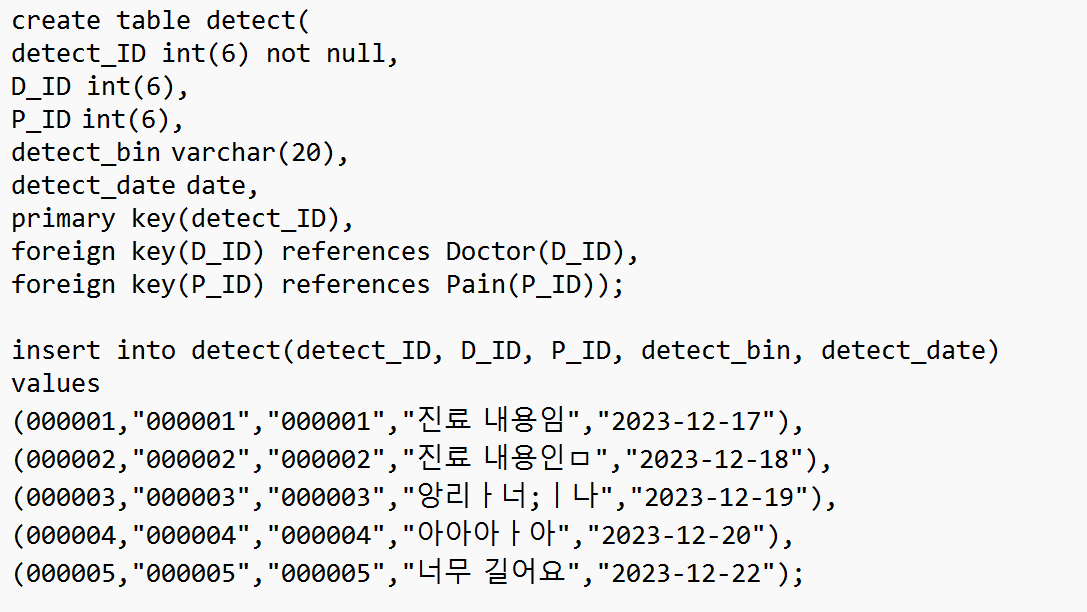 create table detect(
detect_ID int(6) not null,
D_ID int(6),
P_ID int(6),
detect_bin varchar(20),
detect_date date,
primary key(detect_ID),
foreign key(D_ID) references Doctor(D_ID),
foreign key(P_ID) references Pain(P_ID));

insert into detect(detect_ID, D_ID, P_ID, detect_bin, detect_date)
values
(000001,"000001","000001","진료 내용임","2023-12-17"),
(000002,"000002","000002","진료 내용인ㅁ","2023-12-18"),
(000003,"000003","000003","앙리ㅏ너;ㅣ나","2023-12-19"),
(000004,"000004","000004","아아아ㅏ아","2023-12-20"),
(000005,"000005","000005","너무 길어요","2023-12-22");